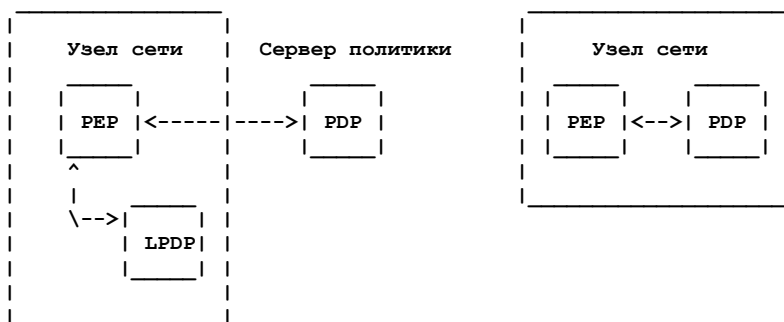 Узел сети Сервер политики Узел сети
PEP <----- ----> PDP PEP <--> PDP
LPDP